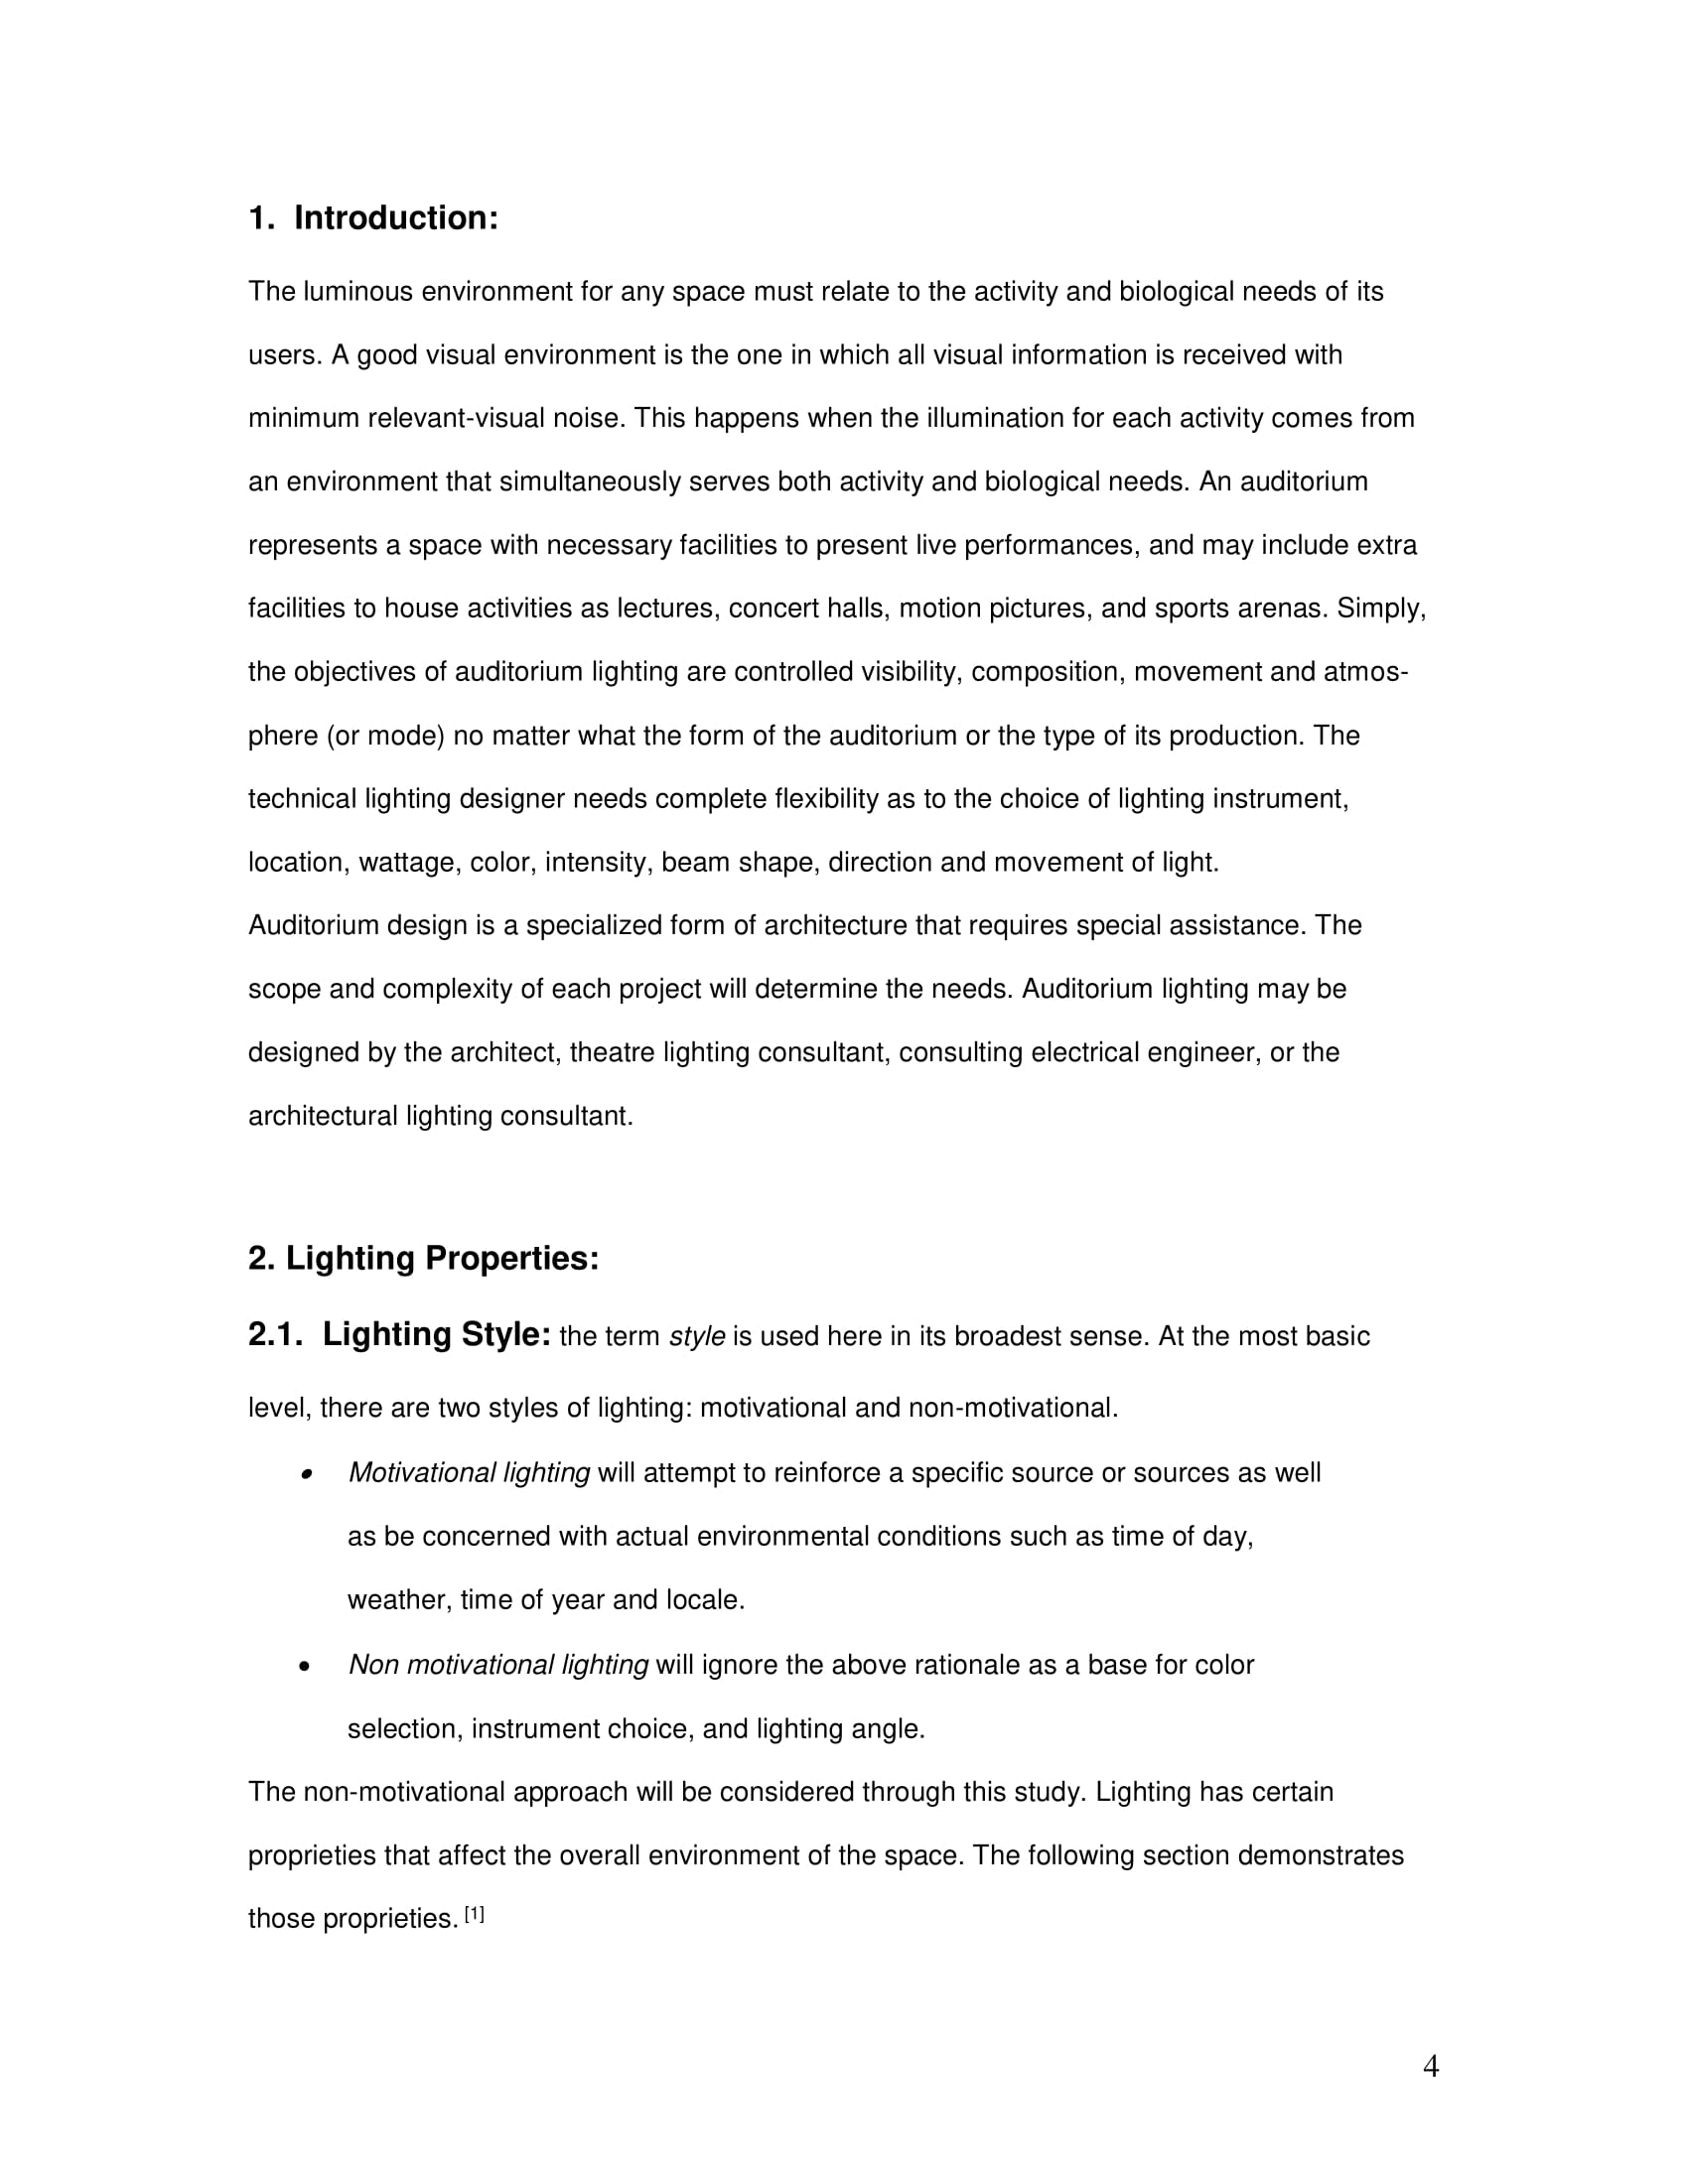 1. Introduction:
The luminous environment for any space must relate to the activity and biological needs of its
users. A good visual environment is the one in which all visual information is received with
minimum relevant-visual noise. This happens when the illumination for each activity comes from
an environment that simultaneously serves both activity and biological needs. An auditorium
represents a space with necessary facilities to present live performances, and may include extra
facilities to house activities as lectures, concert halls, motion pictures, and sports arenas. Simply,
the objectives of auditorium lighting are controlled visibility, composition, movement and atmos-
phere (or mode) no matter what the form of the auditorium or the type of its production. The
technical lighting designer needs complete flexibility as to the choice of lighting instrument,
location, wattage, color, intensity, beam shape, direction and movement of light.
Auditorium design is a specialized form of architecture that requires special assistance. The
scope and complexity of each project will determine the needs. Auditorium lighting may be
designed by the architect, theatre lighting consultant, consulting electrical engineer, or the
architectural lighting consultant.
2. Lighting Properties:
2.1. Lighting Style: the term style is used here in its broadest sense. At the most basic
level, there are two styles of lighting: motivational and non-motivational.
• Motivational lighting will attempt to reinforce a specific source or sources as well
as be concerned with actual environmental conditions such as time of day,
weather, time of year and locale.
• Non motivational lighting will ignore the above rationale as a base for color
selection, instrument choice, and lighting angle.
The non-motivational approach will be considered through this study. Lighting has certain
proprieties that affect the overall environment of the space. The following section demonstrates
those proprieties. [1]
4